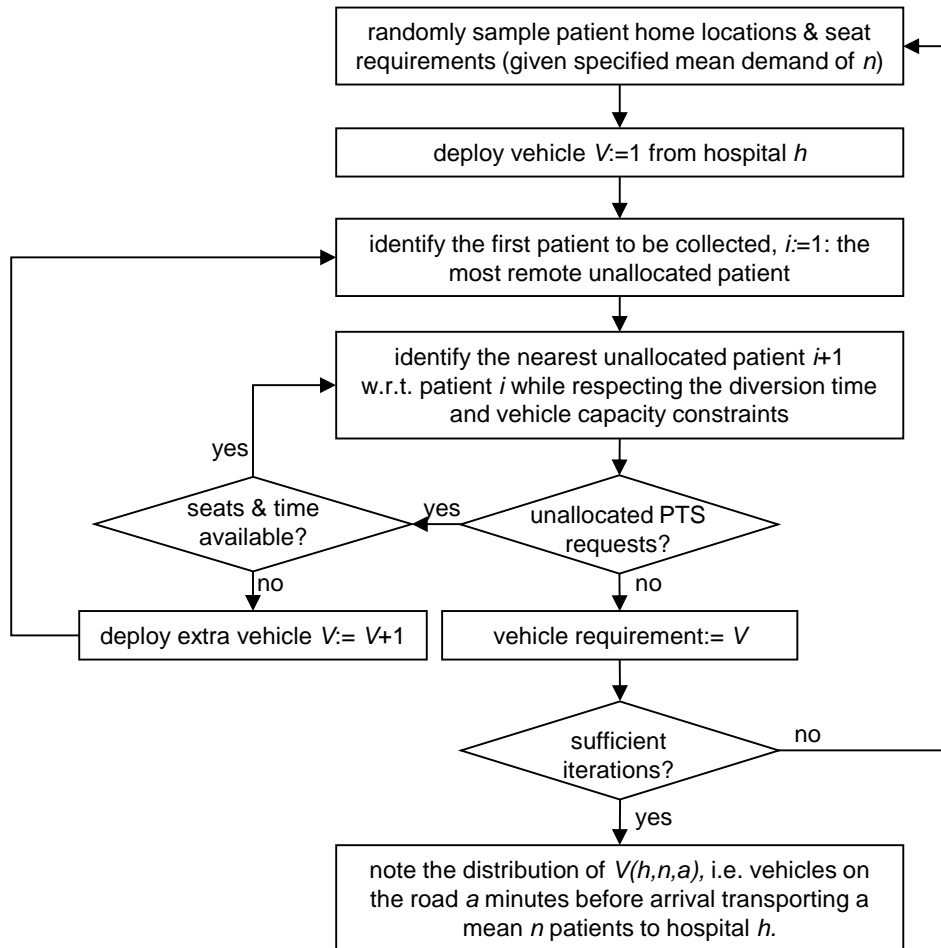 randomly sample patient home locations & seat
requirements (given specified mean demand of n)
deploy vehicle V:=1 from hospital h
identify the first patient to be collected, i:=1: the
most remote unallocated patient
identify the nearest unallocated patient i+1
w.r.t. patient i while respecting the diversion time
and vehicle capacity constraints
yes
seats & time
available?
yes
unallocated PTS
requests?
no
no
deploy extra vehicle V:= V+1
vehicle requirement:= V
sufficient
iterations?
no
yes
note the distribution of V(h,n,a), i.e. vehicles on
the road a minutes before arrival transporting a
mean n patients to hospital h.